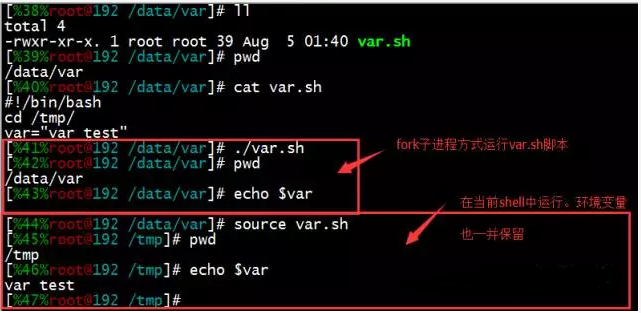 [%38%root@192 /data/var]# ll
total 4
-rwxr-xr-x. 1 root root 39 Aug  5 01:40 var.sh
[%39%root@192 /data/var]# pwd
/data/var
[%40%root@192 /data/var]# cat var.sh
#!/bin/bash
cd /tmp/
var="var test"
[%41%root@192 /data/var]# ./var.sh
[%42%root@192 /data/var]# pwd
/data/var
[%43%root@192 /data/var]# echo $var
fork子进程方式运行var.sh脚本
[%44%root@192 /data/var]# source var.sh
[%45%root@192 /tmp]# pwd
/tmp
[%46%root@192 /tmp]# echo $var
var test
[%47%root@192 /tmp]#
在当前shell中运行。环境变量
也一并保留